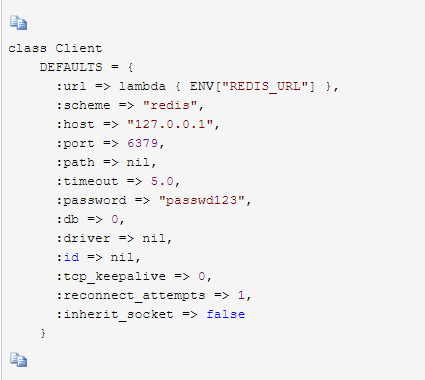 class Client
    DEFAULTS = {
      :url => lambda { ENV["REDIS_URL"] },
      :scheme => "redis",
      :host => "127.0.0.1",
      :port => 6379,
      :path => nil,
      :timeout => 5.0,
      :password => "passwd123",
      :db => 0,
      :driver => nil,
      :id => nil,
      :tcp_keepalive => 0,
      :reconnect_attempts => 1,
      :inherit_socket => false
    }